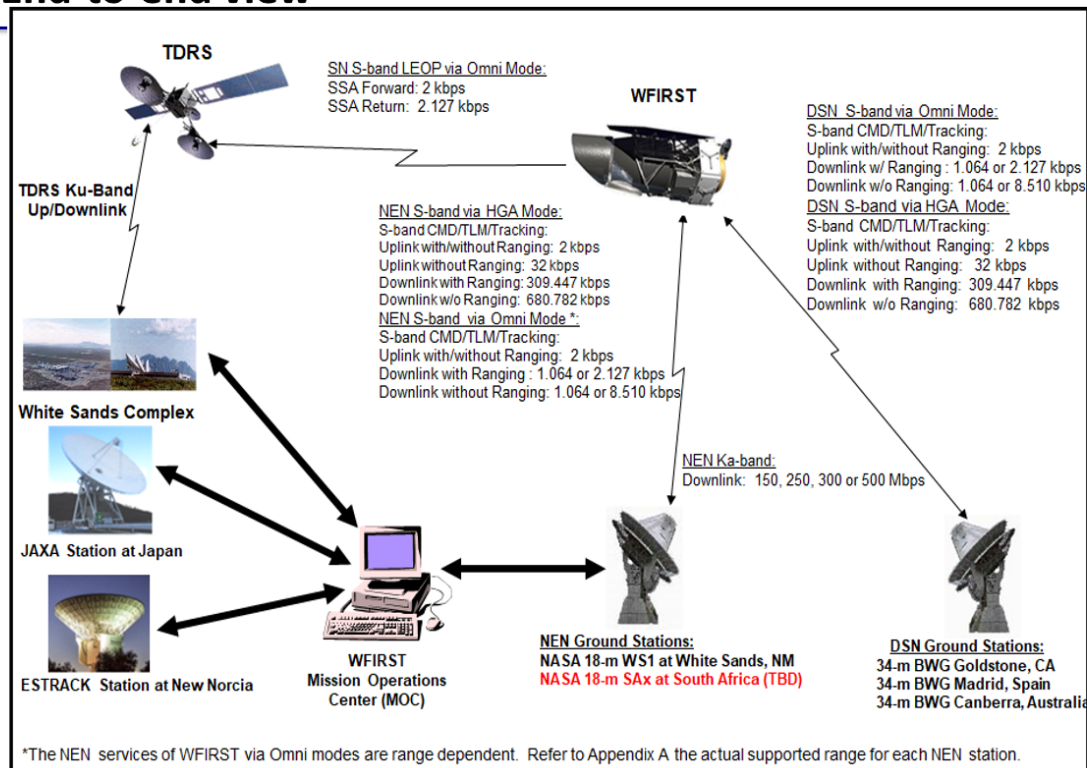 End-to-end view
TDRS
SN S-band LEOP via Omni Mode:
SSA Forward: 2 kbps
SSA Return: 2.127 kbps
WFIRST
DSN S-band via Omni Mode:
S-band CMD/TLM/Tracking:
Uplink with/without Ranging: 2 kbps
Downlink w/ Ranging : 1.064 or 2.127 kbps
Downlink w/o Ranging: 1.064 or 8.510 kbps
DSN S-band via HGA Mode:
S-band CMD/TLM/Tracking:
Uplink with/without Ranging: 2 kbps
Uplink without Ranging: 32 kbps
Downlink with Ranging: 309.447 kbps
Downlink w/o Ranging: 680.782 kbps
TDRS Ku-Band
Up/Downlink
NEN S-band via HGA Mode:
S-band CMD/TLM/Tracking:
Uplink with/without Ranging: 2 kbps
Uplink without Ranging: 32 kbps
Downlink with Ranging: 309.447 kbps
Downlink w/o Ranging: 680.782 kbps
NEN S-band via Omni Mode *:
S-band CMD/TLM/Tracking:
Uplink with/without Ranging: 2 kbps
Downlink with Ranging : 1.064 or 2.127 kbps
Downlink without Ranging: 1.064 or 8.510 kbps
White Sands Complex
NEN Ka-band:
Downlink: 150, 250, 300 or 500 Mbps
JAXA Station at Japan
ESTRACK Station at New Norcia
WFIRST
Mission Operations
Center (MOC)
NEN Ground Stations:
NASA 18-m WS1 at White Sands, NM
NASA 18-m SAx at South Africa (TBD)
DSN Ground Stations:
34-m BWG Goldstone, CA
34-m BWG Madrid, Spain
34-m BWG Canberra, Australia
*The NEN services of WFIRST via Omni modes are range dependent. Refer to Appendix A the actual supported range for each NEN station.